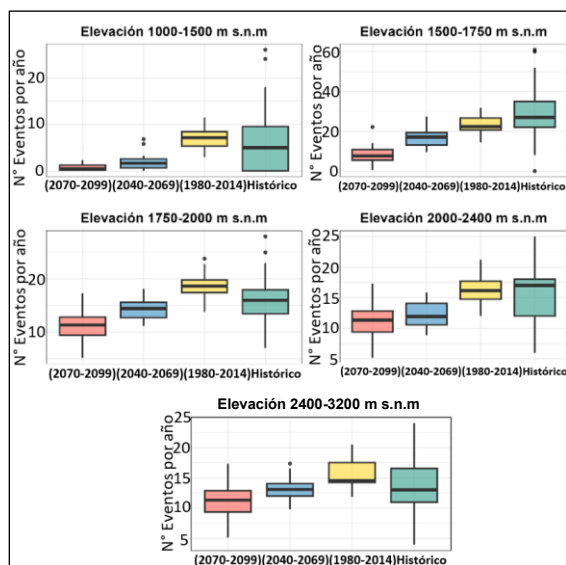 Elevación 1000-1500 m s.n.m
N° Eventos por año
20
10
0
(2070-2099)(2040-2069)(1980-2014)Histórico
Elevación 1500-1750 m s.n.m
N° Eventos por año
60
40
20
0
(2070-2099)(2040-2069)(1980-2014)Histórico
Elevación 1750-2000 m s.n.m
N° Eventos por año
20
10
(2070-2099)(2040-2069)(1980-2014)Histórico
Elevación 2000-2400 m s.n.m
N° Eventos por año
25
20
15
10
5
(2070-2099)(2040-2069)(1980-2014)Histórico
Elevación 2400-3200 m s.n.m
N° Eventos por año
25
20
15
10
5
(2070-2099)(2040-2069)(1980-2014)Histórico